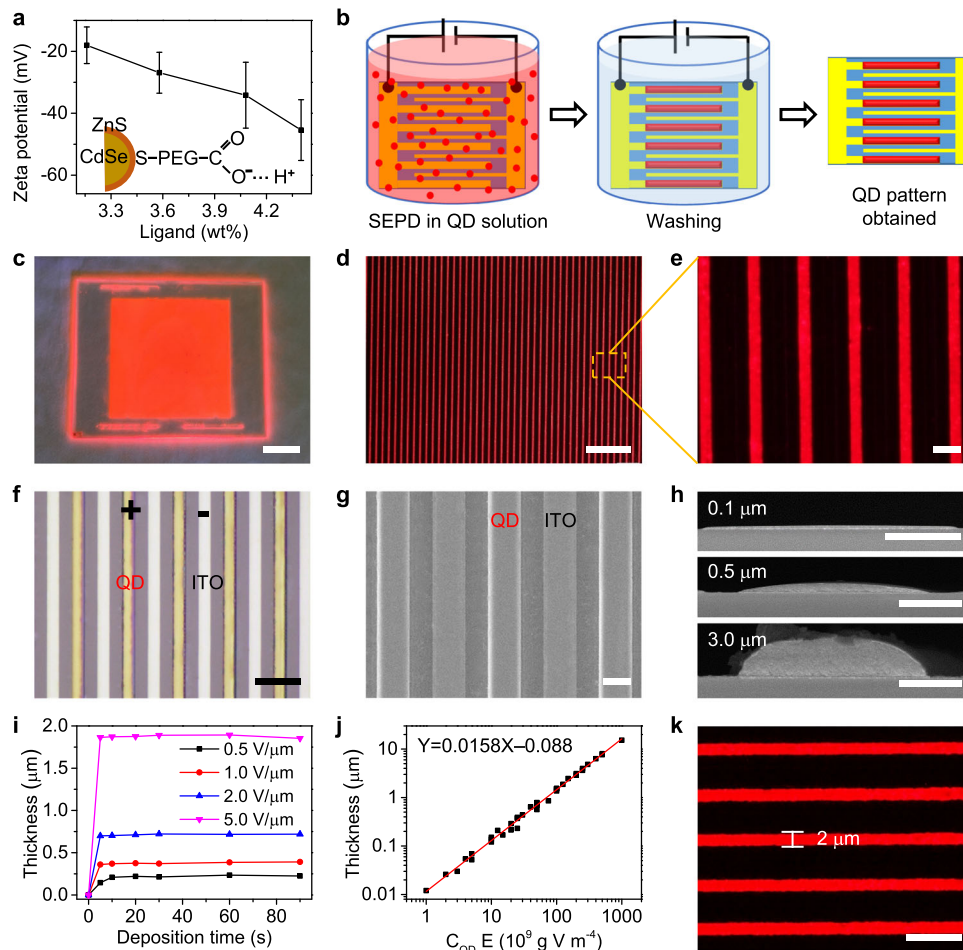 a
Zeta potential (mV)
-20
-40
-60
ZnS
CdSe
S–PEG–C
O
O⁻··· H⁺
3.3 3.6 3.9 4.2
Ligand (wt%)
b
SEPD in QD solution
Washing
QD pattern
obtained
c
d
e
f
+
-
QD
ITO
g
QD
ITO
h
0.1 μm
0.5 μm
3.0 μm
i
Thickness (μm)
2.0
1.5
1.0
0.5
0.0
0.5 V/μm
1.0 V/μm
2.0 V/μm
5.0 V/μm
0 20 40 60 80
Deposition time (s)
j
Thickness (μm)
Y=0.0158X–0.088
10
1
0.1
0.01
1 10 100 1000
C_QD E (10⁹ g V m⁻⁴)
k
2 μm